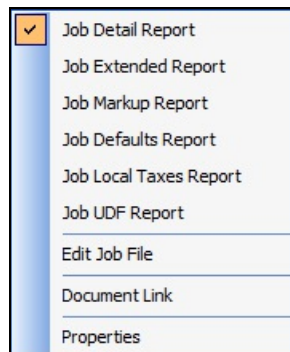 Job Detail Report
Job Extended Report
Job Markup Report
Job Defaults Report
Job Local Taxes Report
Job UDF Report
Edit Job File
Document Link
Properties